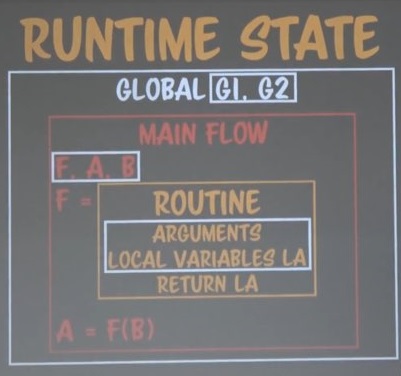 RUNTIME STATE
GLOBAL G1, G2
MAIN FLOW
F, A, B
F =
ROUTINE
ARGUMENTS
LOCAL VARIABLES LA
RETURN LA
A = F(B)